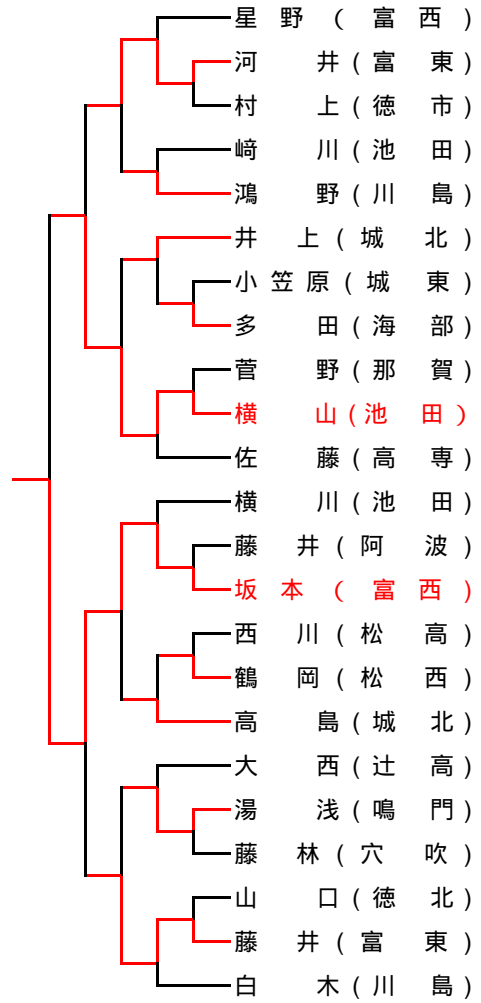 星野(富西)
河井(富東)
村上(徳市)
﨑川(池田)
鴻野(川島)
井上(城北)
小笠原(城東)
多田(海部)
菅野(那賀)
横山(池田)
佐藤(高専)
横川(池田)
藤井(阿波)
坂本(富西)
西川(松高)
鶴岡(松西)
高島(城北)
大西(辻高)
湯浅(鳴門)
藤林(穴吹)
山口(徳北)
藤井(富東)
白木(川島)